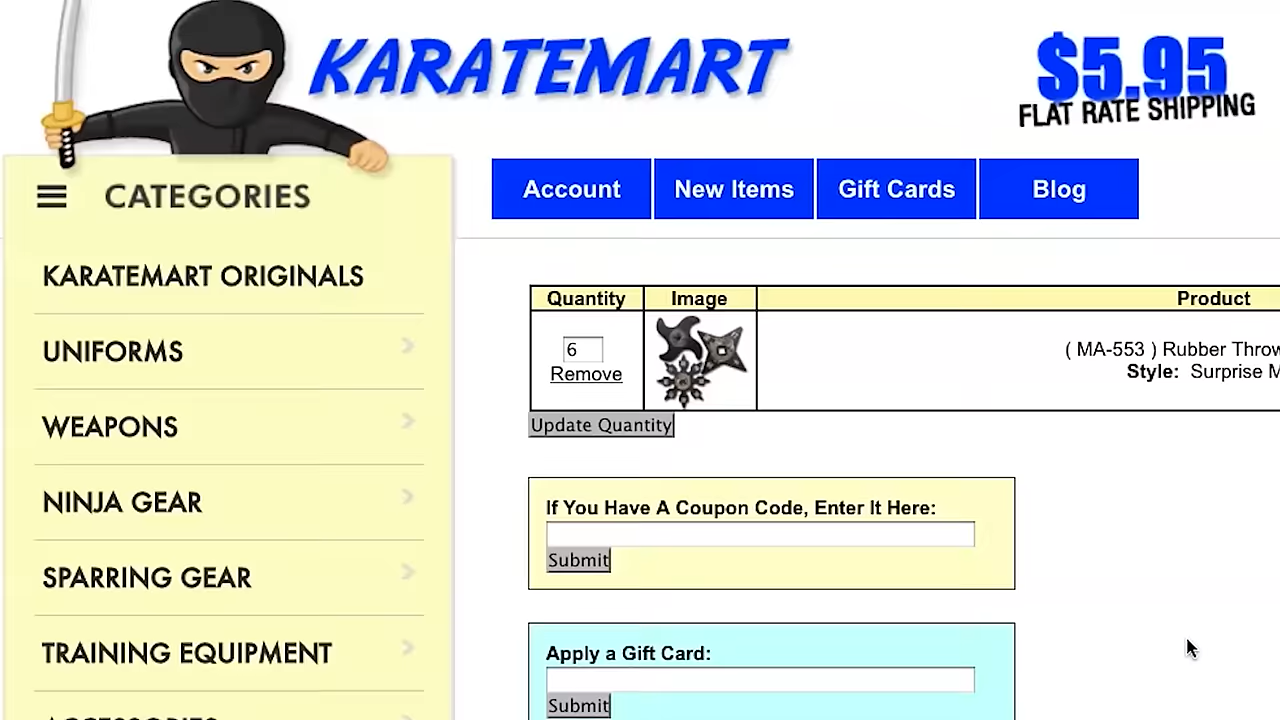 KARATEMART
$5.95
FLAT RATE SHIPPING
CATEGORIES
Account
New Items
Gift Cards
Blog
KARATEMART ORIGINALS
UNIFORMS
WEAPONS
NINJA GEAR
SPARRING GEAR
TRAINING EQUIPMENT
Quantity
Image
Product
6
Remove
( MA-553 ) Rubber
Style: Surprise
Update Quantity
If You Have A Coupon Code, Enter It Here:
Submit
Apply a Gift Card:
Submit